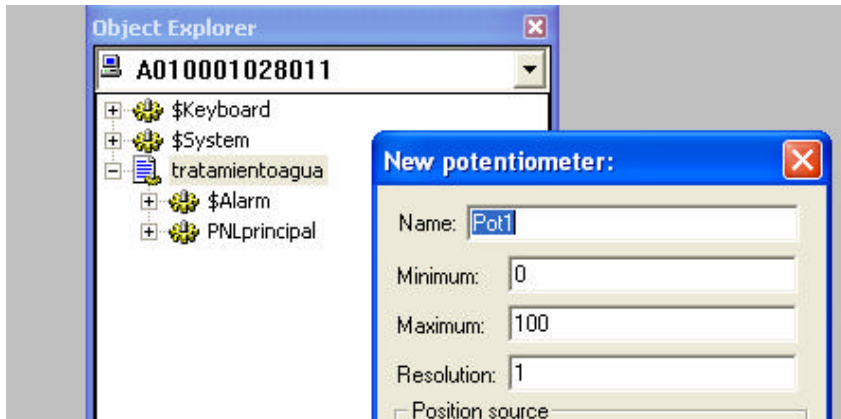 Object Explorer
A010001028011
$Keyboard
$System
tratamientoagua
$Alarm
PNLprincipal
New potentiometer:
Name: Pot1
Minimum: 0
Maximum: 100
Resolution: 1
Position source